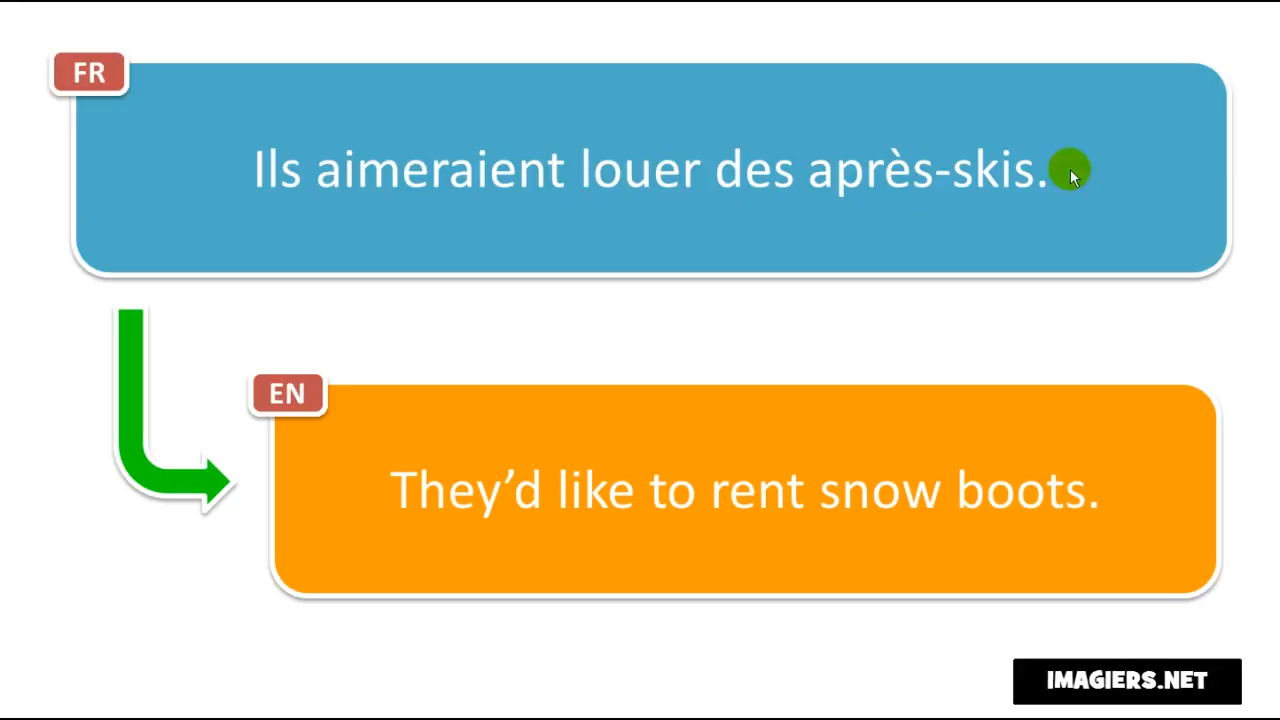 FR
Ils aimeraient louer des après-skis.
EN
They’d like to rent snow boots.
IMAGIERS.NET